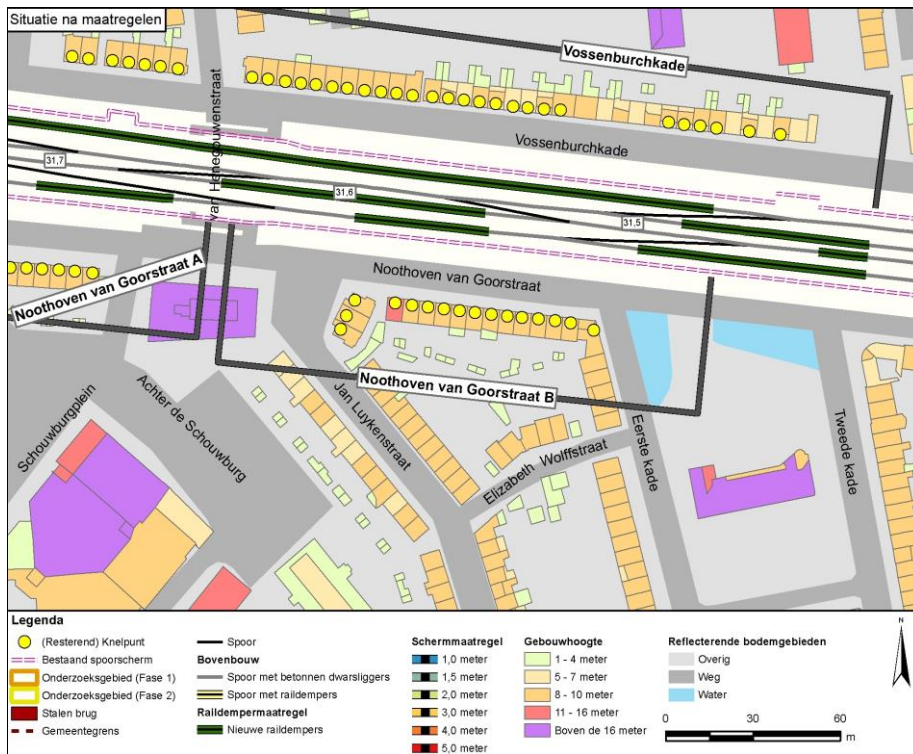 Situatie na maatregelen
Vossenburchkade
Vossenburchkade
van Henegouwenstraat
31,7
31,6
31,5
Noothoven van Goorstraat A
Noothoven van Goorstraat
Noothoven van Goorstraat B
Schouwburgplein
Achter de Schouwburg
Jan Luykenstraat
Elizabeth Wolffstraat
Eerste kade
Tweede kade
Legenda
(Resterend) Knelpunt
Bestaand spoorscherm
Onderzoeksgebied (Fase 1)
Onderzoeksgebied (Fase 2)
Stalen brug
Gemeentegrens
Spoor
Bovenbouw
Spoor met betonnen dwarsliggers
Spoor met raildempers
Raildempermaatregel
Nieuwe raildempers
Schermmaatregel
1,0 meter
1,5 meter
2,0 meter
3,0 meter
4,0 meter
5,0 meter
Gebouwhoogte
1 - 4 meter
5 - 7 meter
8 - 10 meter
11 - 16 meter
Boven de 16 meter
Reflecterende bodemgebieden
Overig
Weg
Water
N
0 30 60
m